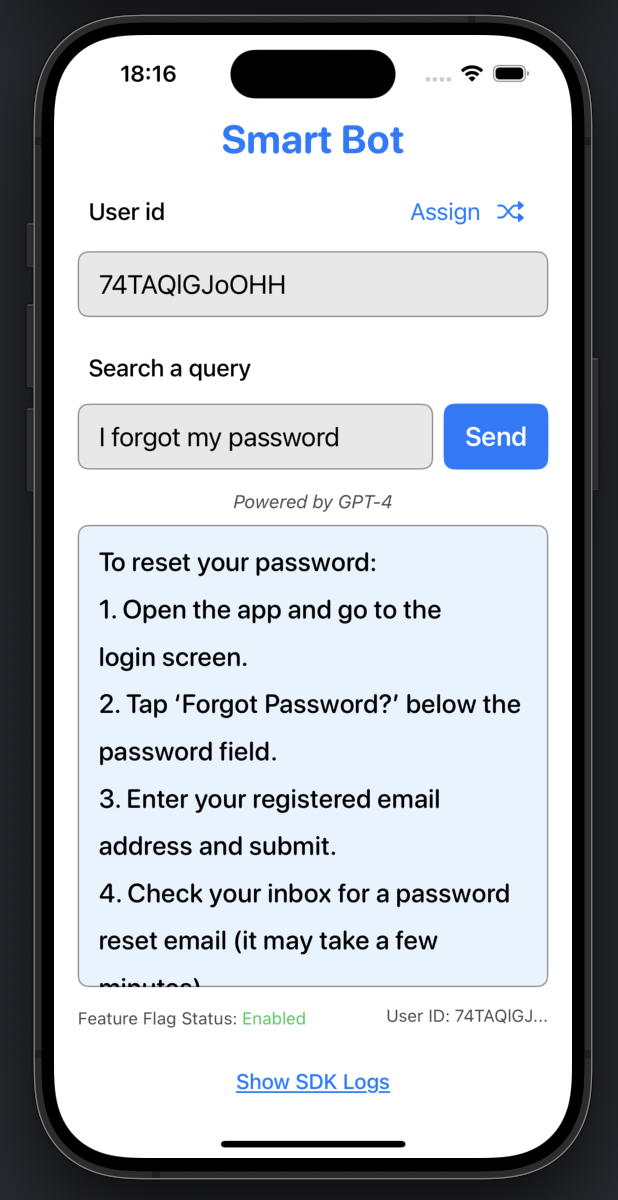 18:16
Smart Bot
User id
Assign
74TAQlGJoOHH
Search a query
I forgot my password
Send
Powered by GPT-4
To reset your password:
1. Open the app and go to the
login screen.
2. Tap ‘Forgot Password?’ below the
password field.
3. Enter your registered email
address and submit.
4. Check your inbox for a password
reset email (it may take a few
minutes)
Feature Flag Status: Enabled
User ID: 74TAQlGJ...
Show SDK Logs